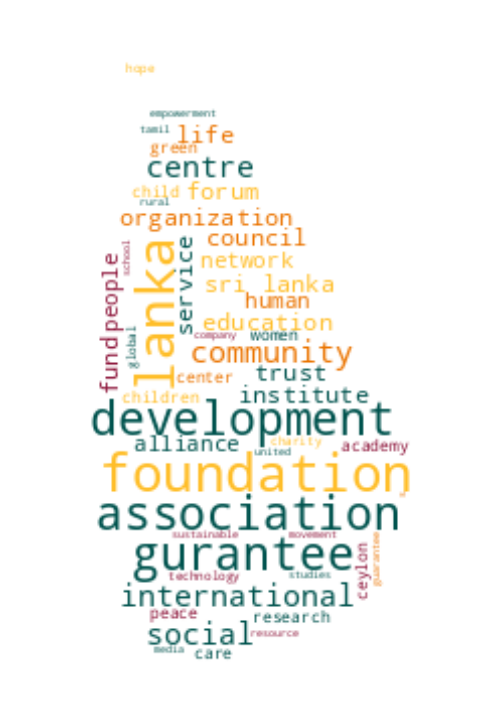 hope
empowerment
tamil life
green
centre
child forum
rural
organization
council
school
lanka
service
network
people
sri lanka
human
education
global
company women
fund
community
center trust
children institute
development
alliance charity academy
united
foundation
association
sustainable movement
gurantee
guarantee
ceylon
technology studies
international
peace research
social resource
media care